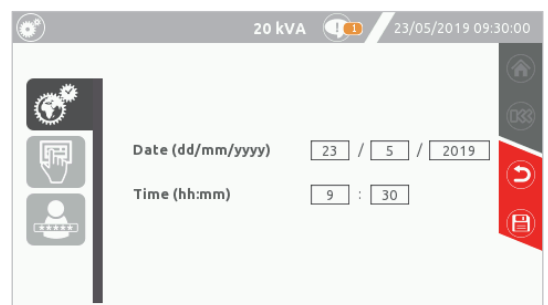 20 kVA 1 23/05/2019 09:30:00
Date (dd/mm/yyyy) 23 / 5 / 2019
Time (hh:mm) 9 : 30
*****